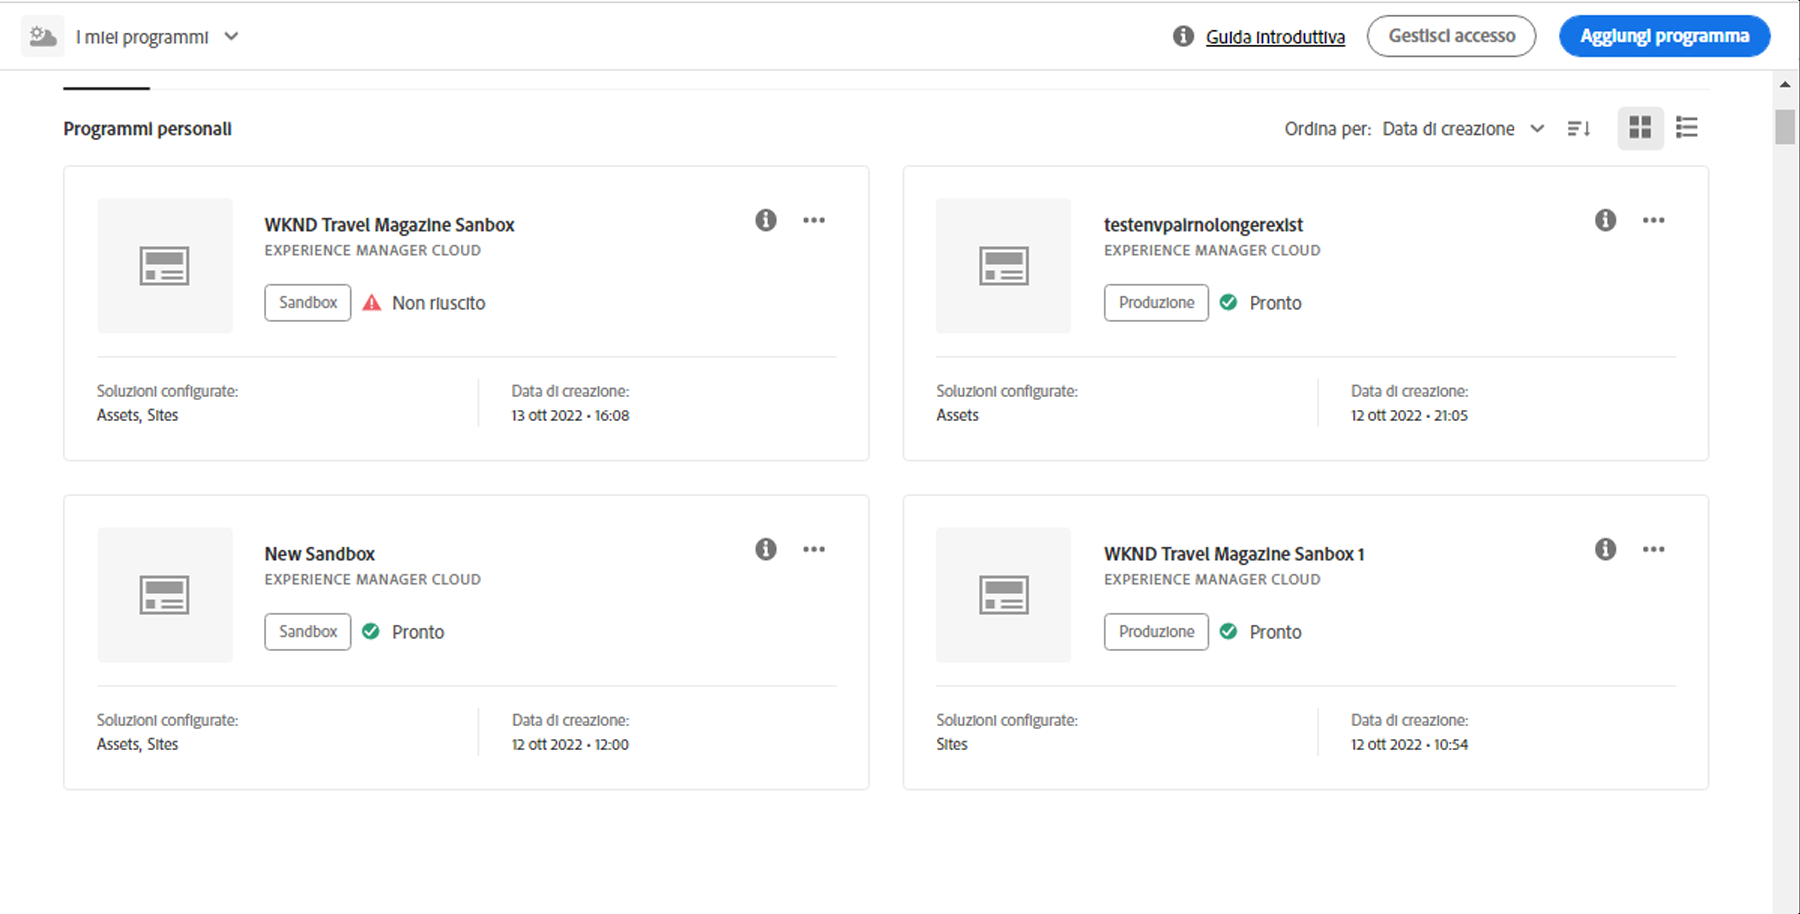 I miei programmi
Guida introduttiva
Gestisci accesso
Aggiungi programma
Programmi personali
Ordina per: Data di creazione
WKND Travel Magazine Sanbox
EXPERIENCE MANAGER CLOUD
Sandbox
Non riuscito
Soluzioni configurate:
Assets, Sites
Data di creazione:
13 ott 2022 • 16:08
testenvpairnolongerexist
EXPERIENCE MANAGER CLOUD
Produzione
Pronto
Soluzioni configurate:
Assets
Data di creazione:
12 ott 2022 • 21:05
New Sandbox
EXPERIENCE MANAGER CLOUD
Sandbox
Pronto
Soluzioni configurate:
Assets, Sites
Data di creazione:
12 ott 2022 • 12:00
WKND Travel Magazine Sanbox 1
EXPERIENCE MANAGER CLOUD
Produzione
Pronto
Soluzioni configurate:
Sites
Data di creazione:
12 ott 2022 • 10:54